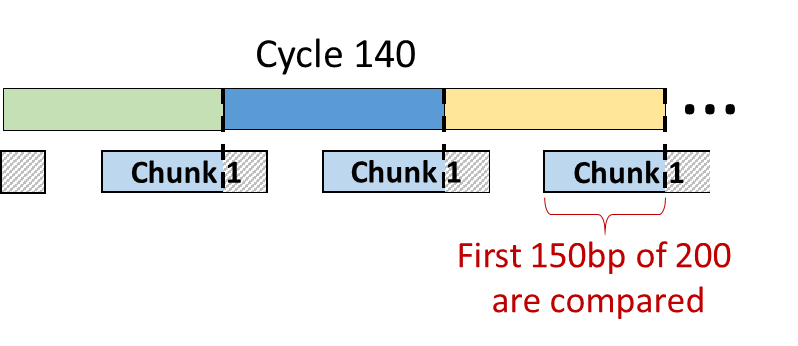 Cycle 140
...
Chunk 1 Chunk 1 Chunk 1
First 150bp of 200
are compared